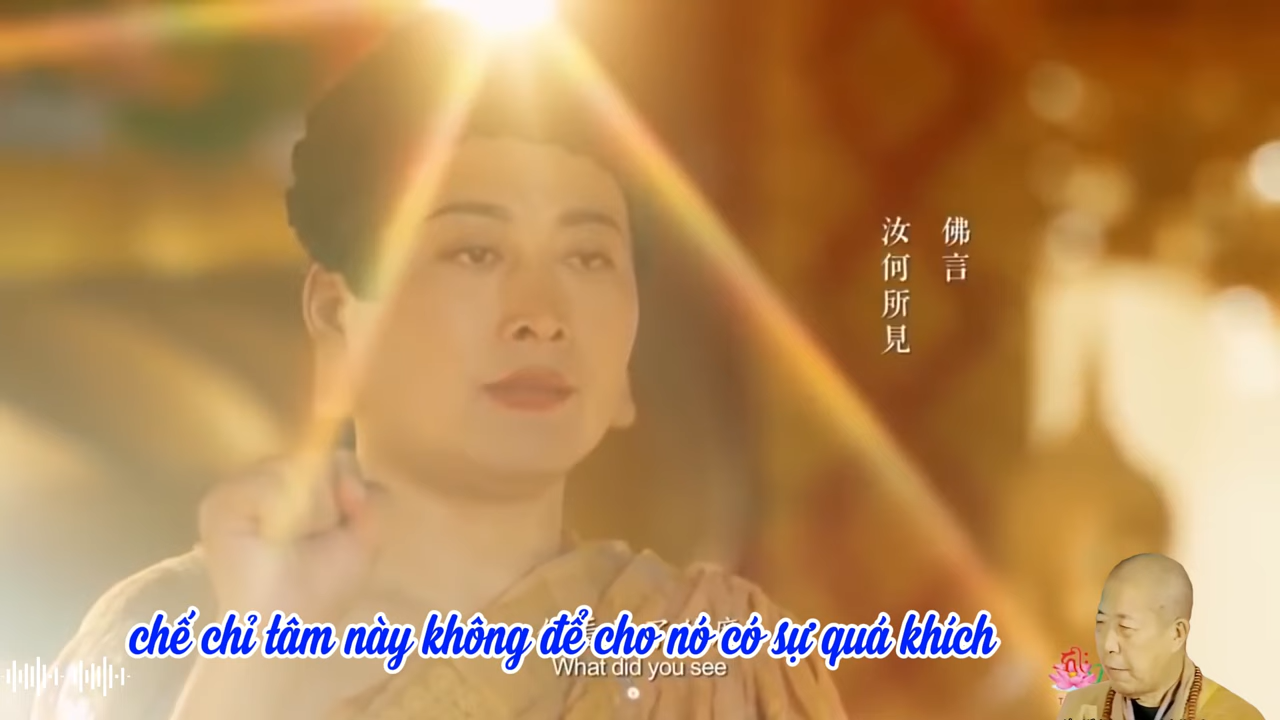 佛言
汝何所見
chế chỉ tâm này không để cho nó có sự quá khích
What did you see